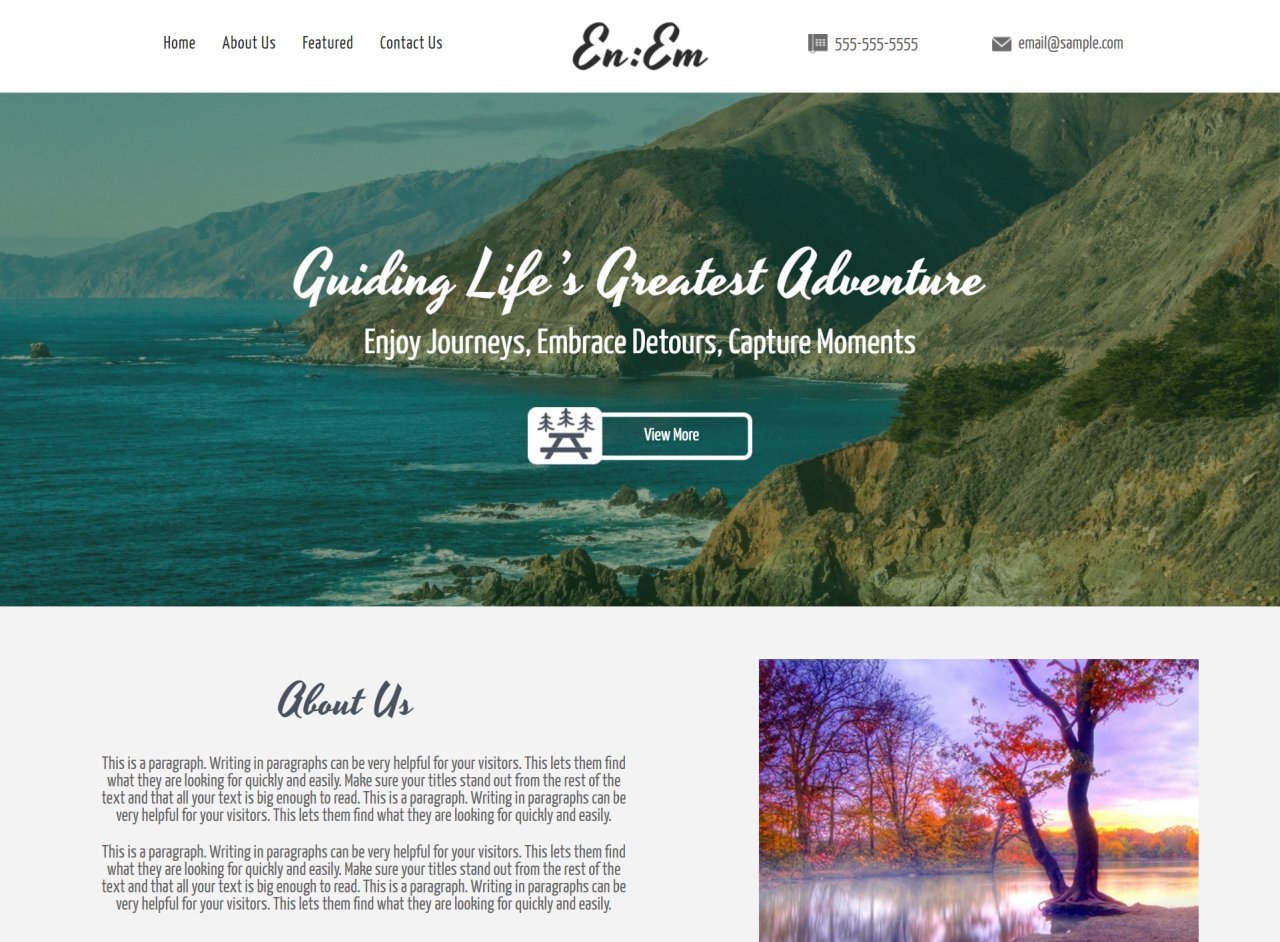 Home About Us Featured Contact Us En:Em 555-555-5555 email@sample.com
Guiding Life's Greatest Adventure
Enjoy Journeys, Embrace Detours, Capture Moments
View More
About Us
This is a paragraph. Writing in paragraphs can be very helpful for your visitors. This lets them find
what they are looking for quickly and easily. Make sure your titles stand out from the rest of the
text and that all your text is big enough to read. This is a paragraph. Writing in paragraphs can be
very helpful for your visitors. This lets them find what they are looking for quickly and easily.
This is a paragraph. Writing in paragraphs can be very helpful for your visitors. This lets them find
what they are looking for quickly and easily. Make sure your titles stand out from the rest of the
text and that all your text is big enough to read. This is a paragraph. Writing in paragraphs can be
very helpful for your visitors. This lets them find what they are looking for quickly and easily.